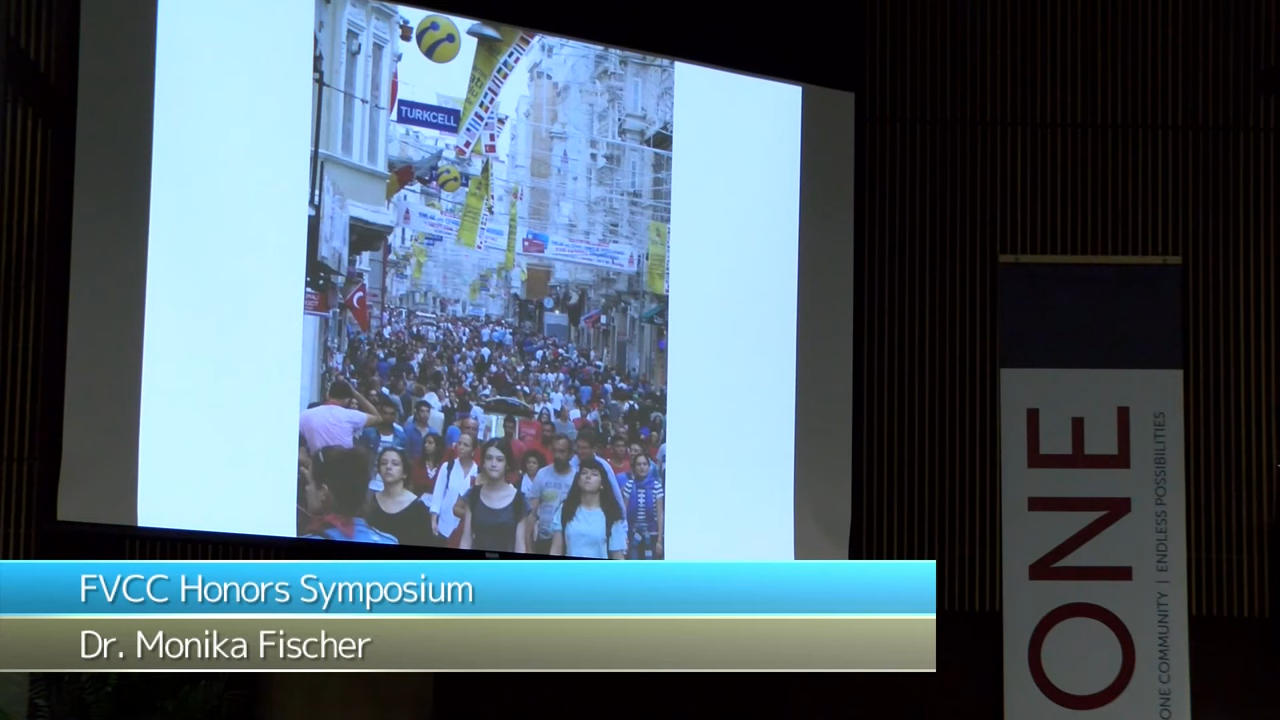 TURKCELL
FVCC Honors Symposium
Dr. Monika Fischer
ONE
ONE COMMUNITY | ENDLESS POSSIBILITIES